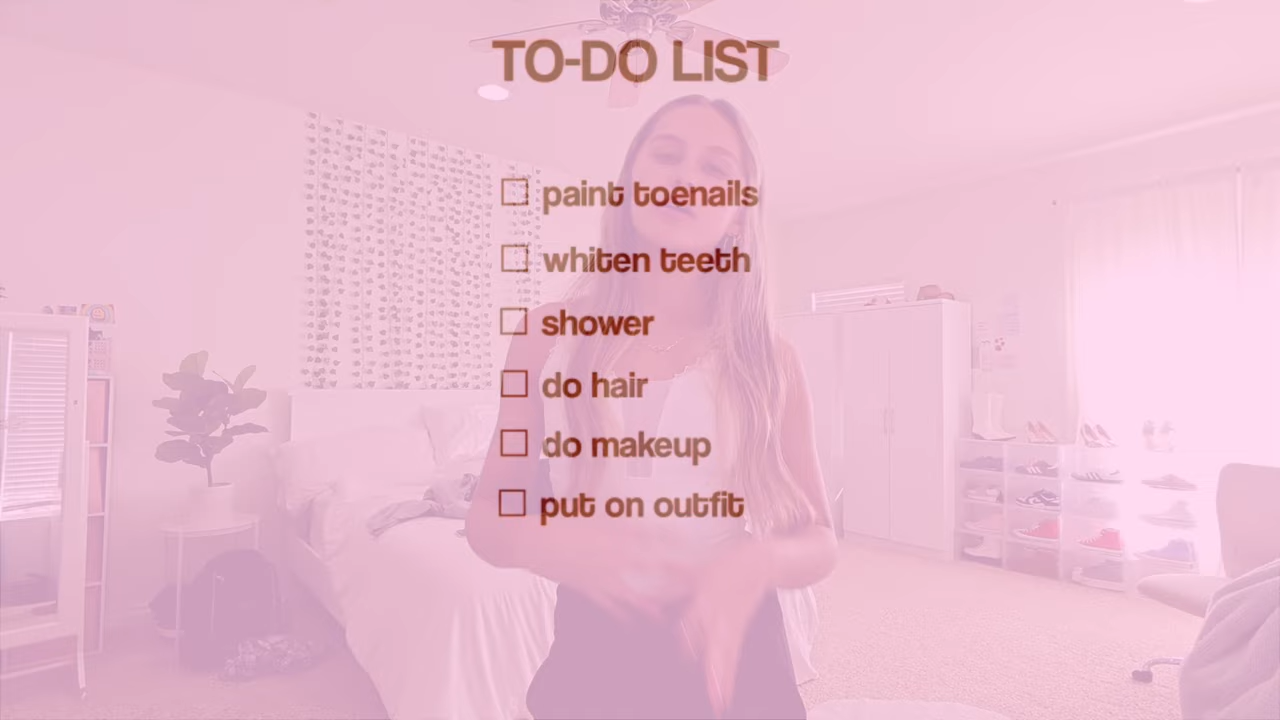 TO-DO LIST
paint toenails
whiten teeth
shower
do hair
do makeup
put on outfit